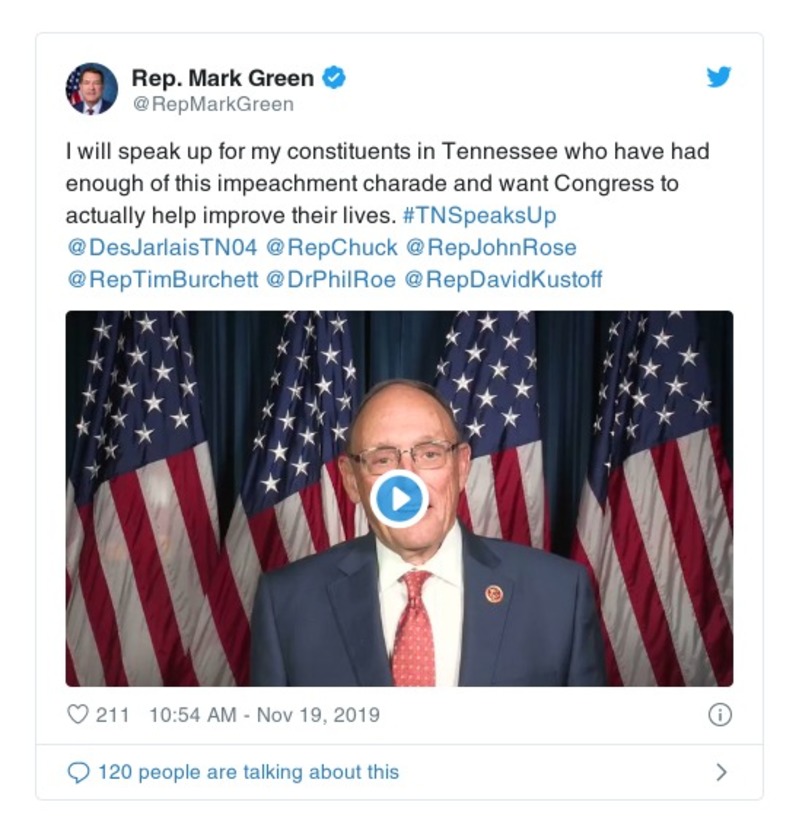 Rep. Mark Green
@RepMarkGreen
I will speak up for my constituents in Tennessee who have had
enough of this impeachment charade and want Congress to
actually help improve their lives. #TNSpeaksUp
@DesJarlaisTN04 @RepChuck @RepJohnRose
@RepTimBurchett @DrPhilRoe @RepDavidKustoff
211 10:54 AM - Nov 19, 2019
120 people are talking about this